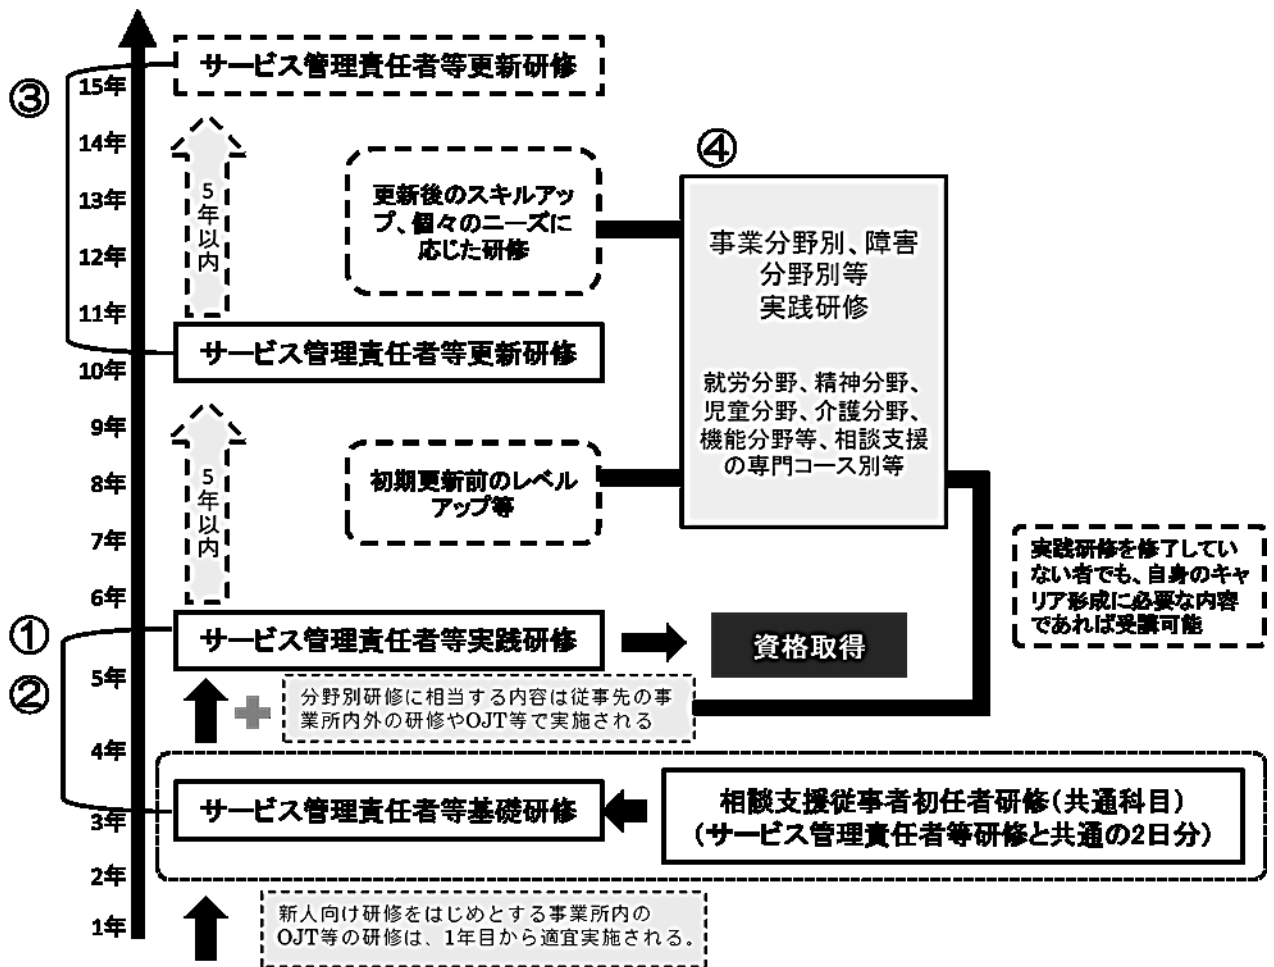 サービス管理責任者等更新研修
③
15年
14年
13年
12年
11年
10年
9年
8年
7年
6年
5年
4年
3年
2年
1年
5年以内
更新後のスキルアッ
プ、個々のニーズに
応じた研修
④
事業分野別、障害
分野別等
実践研修
就労分野、精神分野、
児童分野、介護分野、
機能分野等、相談支援
の専門コース別等
サービス管理責任者等更新研修
5年以内
初期更新前のレベル
アップ等
実践研修を修了してい
ない者でも、自身のキャ
リア形成に必要な内容
であれば受講可能
①
サービス管理責任者等実践研修
資格取得
②
分野別研修に相当する内容は従事先の事
業所内外の研修やOJT等で実施される
サービス管理責任者等基礎研修
相談支援従事者初任者研修(共通科目)
(サービス管理責任者等研修と共通の2日分)
新人向け研修をはじめとする事業所内の
OJT等の研修は、1年目から適宜実施される。